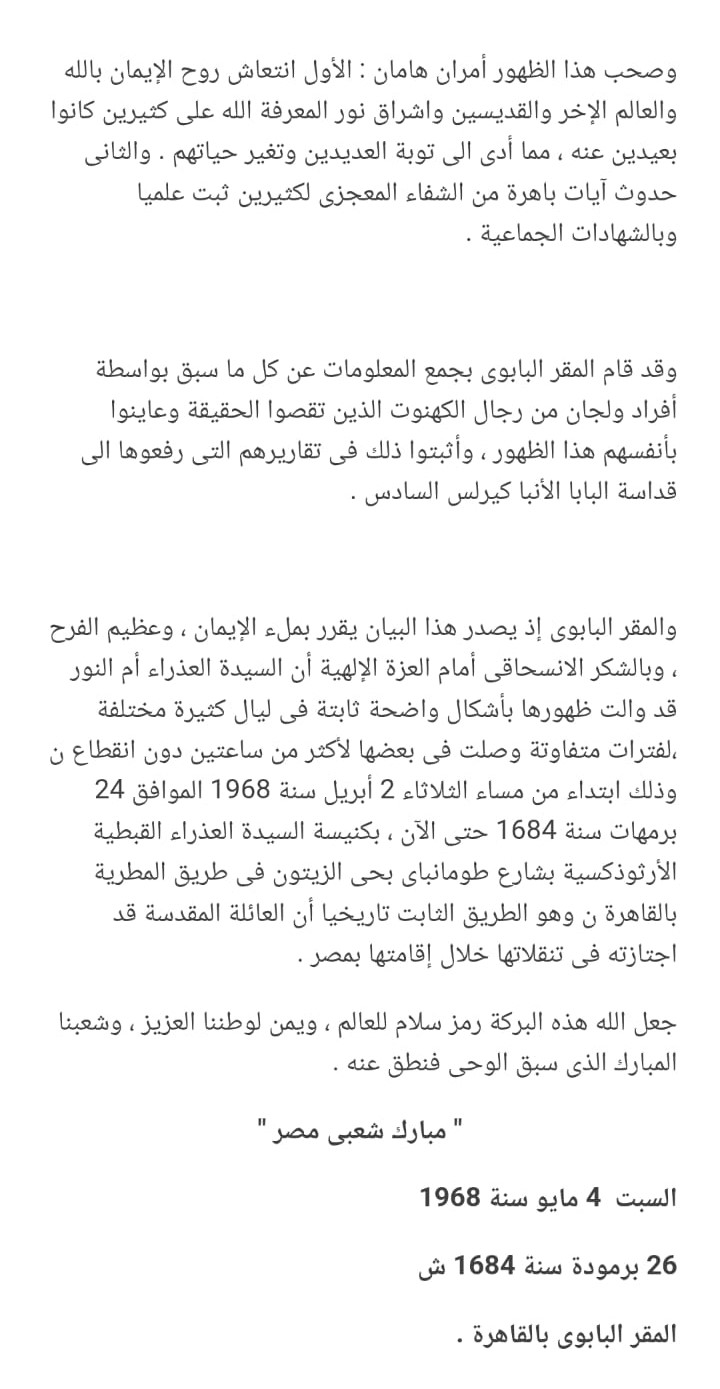 وصحب هذا الظهور أمران هامان : الأول انتعاش روح الإيمان بالله
والعالم الإخر والقديسين واشراق نور المعرفة الله على كثيرين كانوا
بعيدين عنه ، مما أدى الى توبة العديدين وتغير حياتهم . والثانى
حدوث آيات باهرة من الشفاء المعجزى لكثيرين ثبت علميا
وبالشهادات الجماعية .
وقد قام المقر البابوى بجمع المعلومات عن كل ما سبق بواسطة
أفراد ولجان من رجال الكهنوت الذين تقصوا الحقيقة وعاينوا
بأنفسهم هذا الظهور ، وأثبتوا ذلك فى تقاريرهم التى رفعوها الى
قداسة البابا الأنبا كيرلس السادس .
والمقر البابوى إذ يصدر هذا البيان يقرر بملء الإيمان ، وعظيم الفرح
، وبالشكر الانسحاقى أمام العزة الإلهية أن السيدة العذراء أم النور
قد والت ظهورها بأشكال واضحة ثابتة فى ليال كثيرة مختلفة
،لفترات متفاوتة وصلت فى بعضها لأكثر من ساعتين دون انقطاع ن
وذلك ابتداء من مساء الثلاثاء 2 أبريل سنة 1968 الموافق 24
برمهات سنة 1684 حتى الآن ، بكنيسة السيدة العذراء القبطية
الأرثوذكسية بشارع طومانباى بحى الزيتون فى طريق المطرية
بالقاهرة ن وهو الطريق الثابت تاريخيا أن العائلة المقدسة قد
اجتازته فى تنقلاتها خلال إقامتها بمصر .
جعل الله هذه البركة رمز سلام للعالم ، ويمن لوطننا العزيز ، وشعبنا
المبارك الذى سبق الوحى فنطق عنه .
" مبارك شعبى مصر "
السبت 4 مايو سنة 1968
26 برمودة سنة 1684 ش
المقر البابوى بالقاهرة .